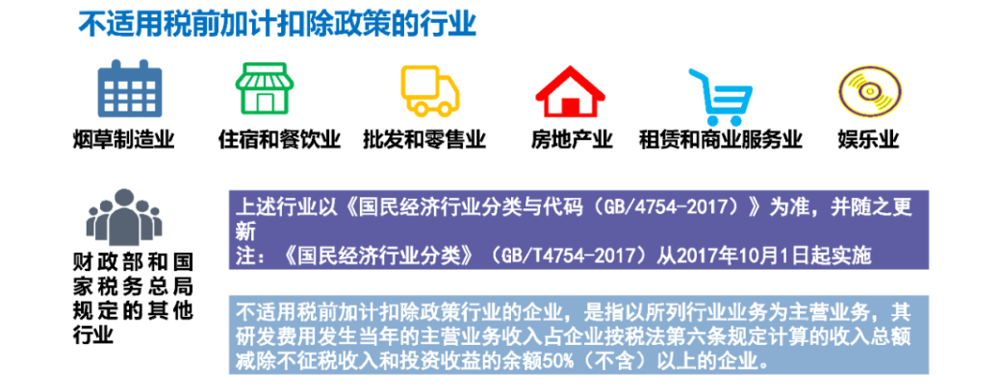 不适用税前加计扣除政策的行业
烟草制造业
住宿和餐饮业
批发和零售业
房地产业
租赁和商业服务业
娱乐业
财政部和国
家税务总局
规定的其他
行业
上述行业以《国民经济行业分类与代码（GB/4754-2017）》为准，并随之更
新
注：《国民经济行业分类》（GB/T4754-2017）从2017年10月1日起实施
不适用税前加计扣除政策行业的企业，是指以所列行业业务为主营业务，其
研发费用发生当年的主营业务收入占企业按税法第六条规定计算的收入总额
减除不征税收入和投资收益的余额50%（不含）以上的企业。